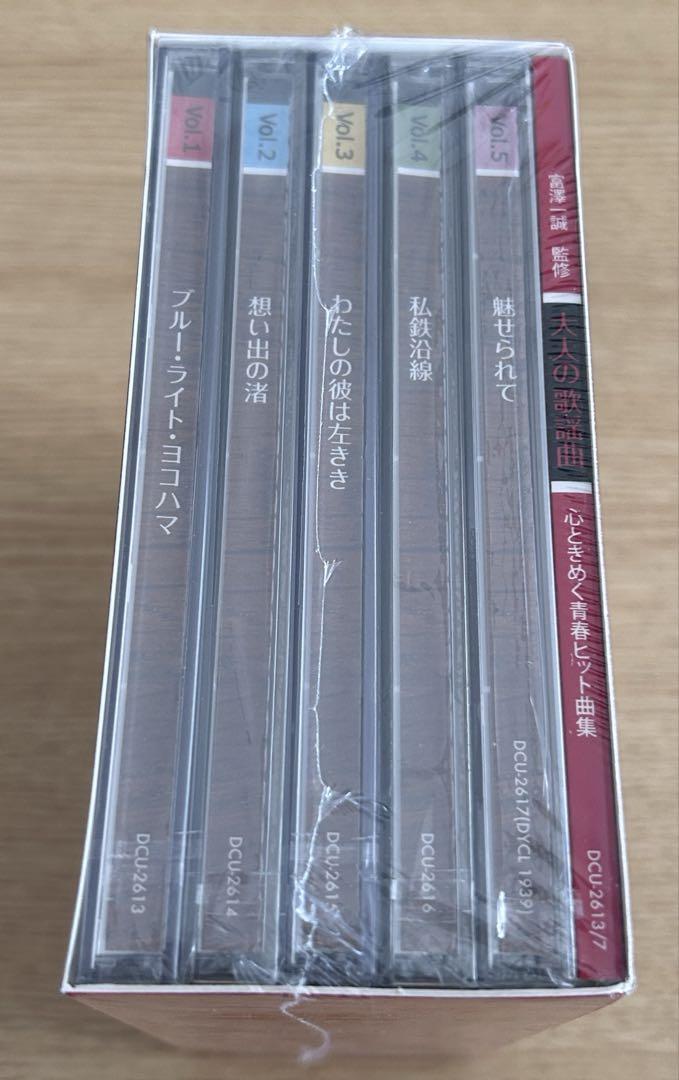 Vol.1
ブルー・ライト・ヨコハマ
DCU-2613
Vol.2
想い出の渚
DCU-2614
Vol.3
わたしの彼は左きき
Vol.4
私鉄沿線
DCU-2616
Vol.5
魅せられて
DCU-2617(DYCL 1939)
富澤一誠 監修
大人の歌謡曲
心ときめく青春ヒット曲集
DCU-2613/7